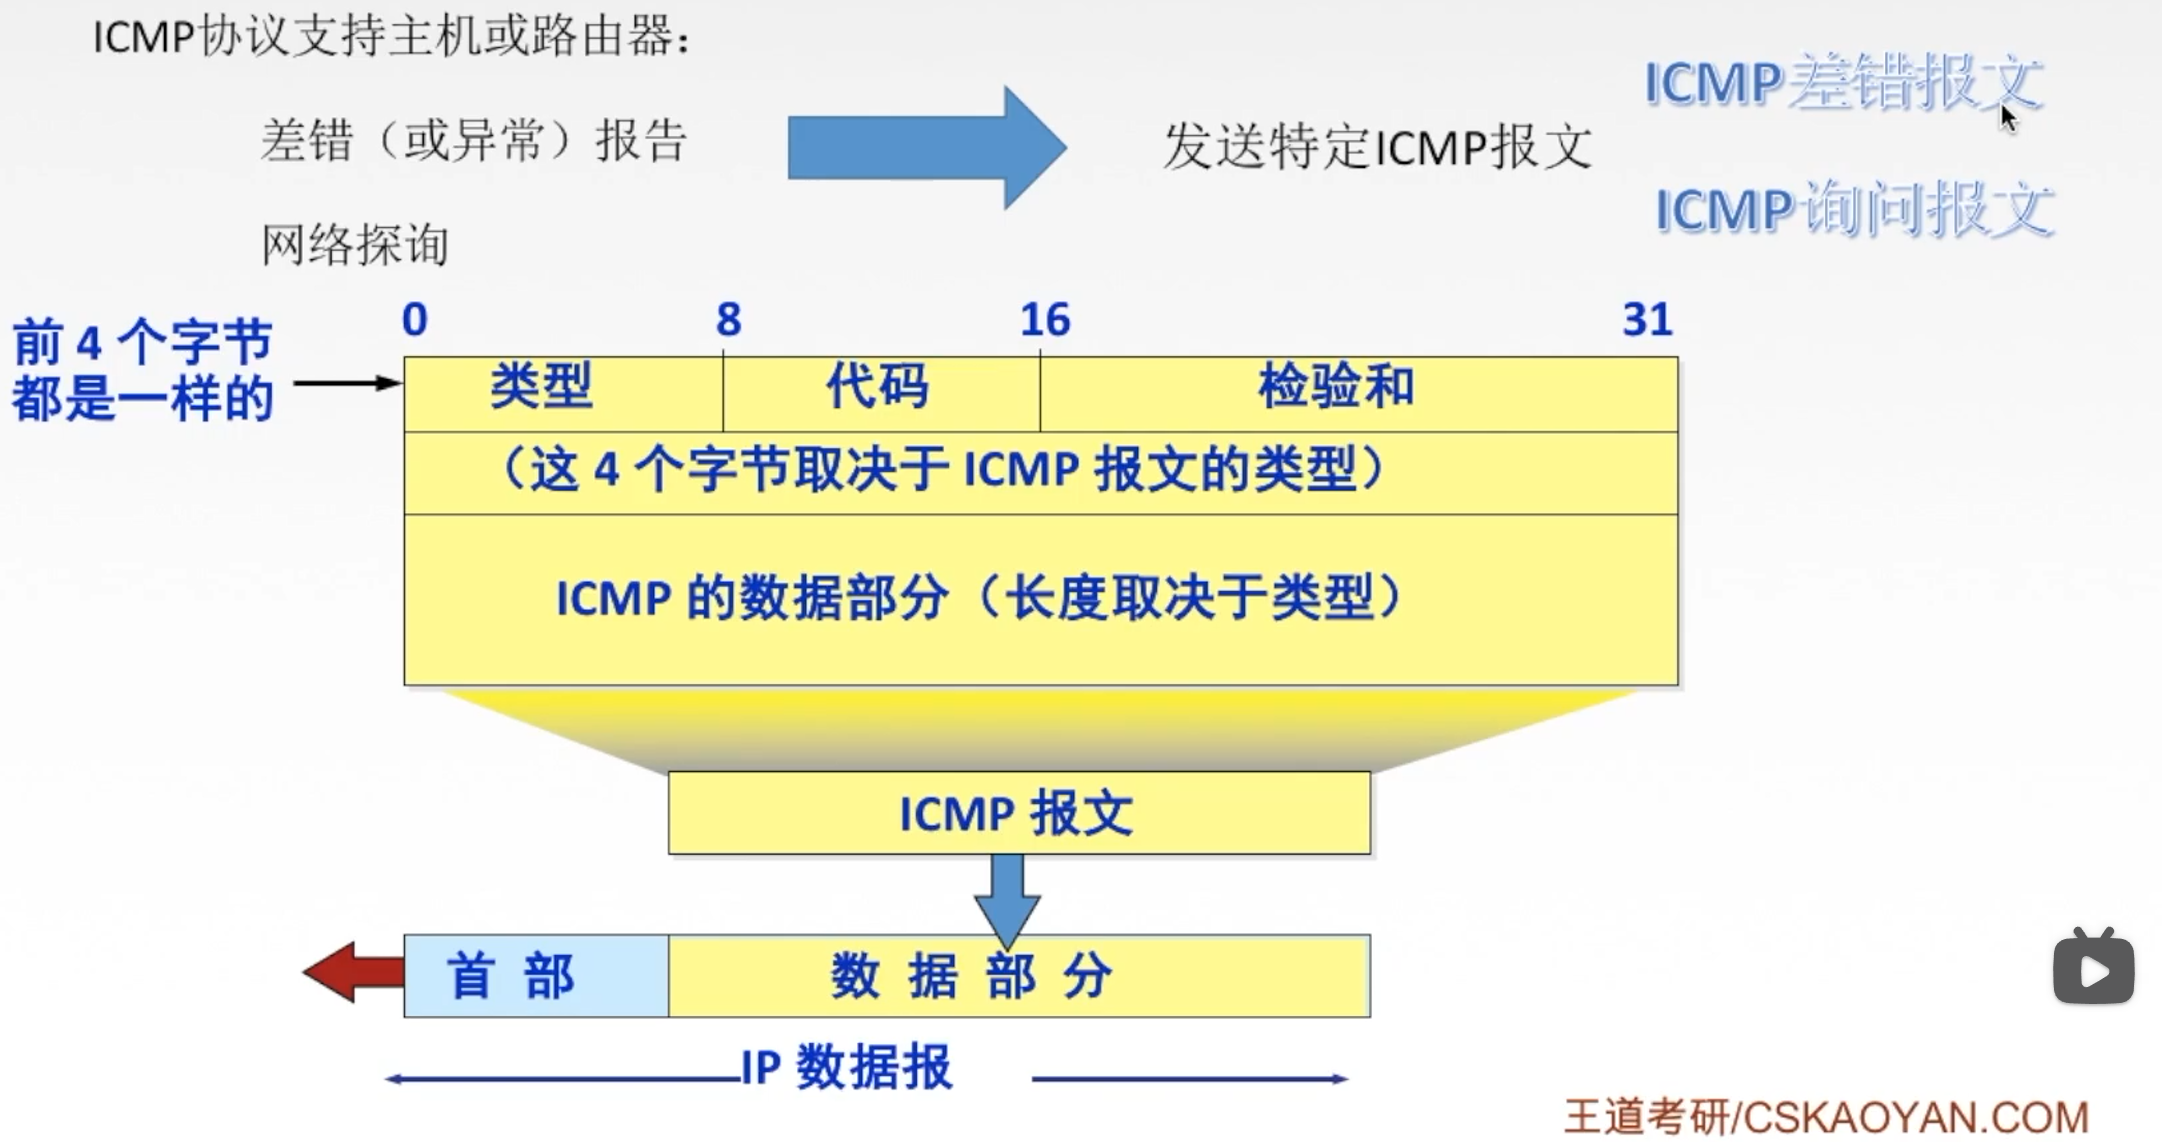 ICMP协议支持主机或路由器：
差错（或异常）报告
网络探询
发送特定ICMP报文
ICMP差错报文
ICMP询问报文
前 4 个字节
都是一样的
0 8 16 31
类型 代码 检验和
（这 4 个字节取决于 ICMP 报文的类型）
ICMP 的数据部分（长度取决于类型）
ICMP 报文
首 部 数 据 部 分
IP 数据报
王道考研/CSKAOYAN.COM